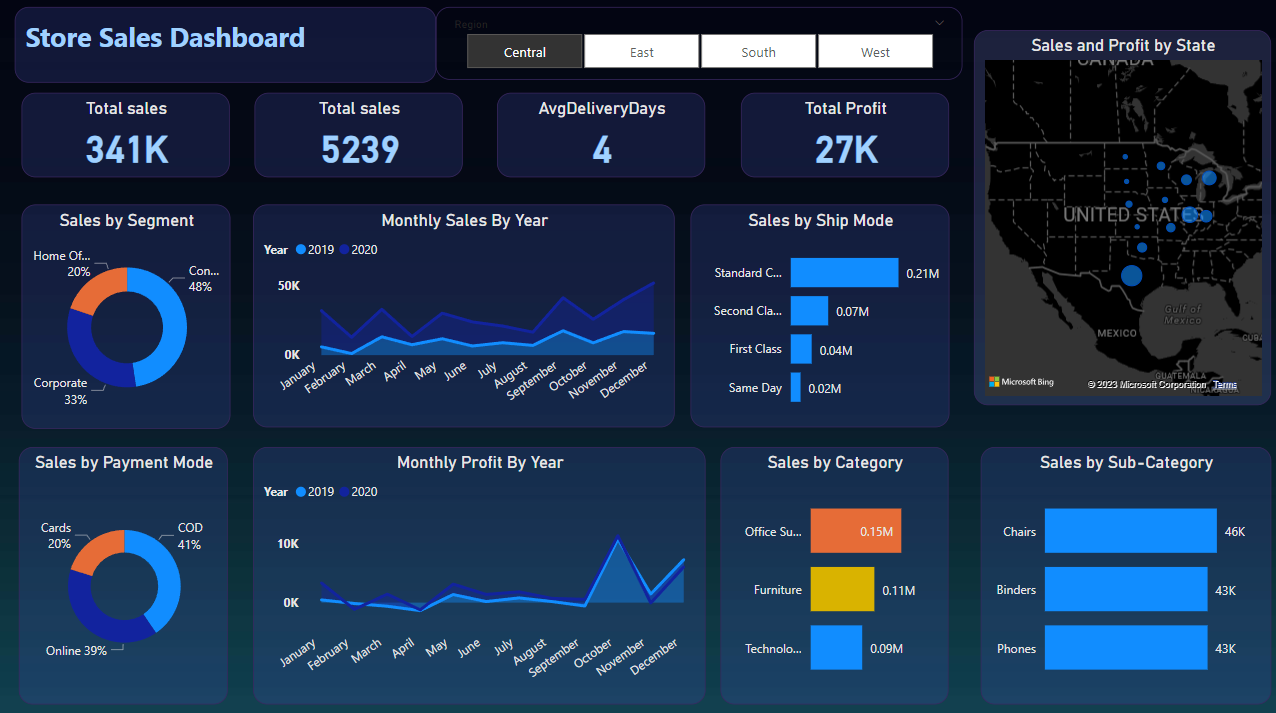 Store Sales Dashboard
Region
Central
East
South
West
Total sales
341K
Total sales
5239
AvgDeliveryDays
4
Total Profit
27K
Sales and Profit by State
CANADA
UNITED STATES
MEXICO
Gulf of
Mexico
CUBA
GUATEMALA
NICARAGUA
Microsoft Bing
© 2023 Microsoft Corporation Terms
Sales by Segment
Home Of...
20%
Con...
48%
Corporate
33%
Monthly Sales By Year
Year 2019 2020
50K
0K
January
February
March
April
May
June
July
August
September
October
November
December
Sales by Ship Mode
Standard C... 0.21M
Second Cla... 0.07M
First Class 0.04M
Same Day 0.02M
Sales by Payment Mode
Cards
20%
COD
41%
Online 39%
Monthly Profit By Year
Year 2019 2020
10K
0K
January
February
March
April
May
June
July
August
September
October
November
December
Sales by Category
Office Su... 0.15M
Furniture 0.11M
Technolo... 0.09M
Sales by Sub-Category
Chairs 46K
Binders 43K
Phones 43K